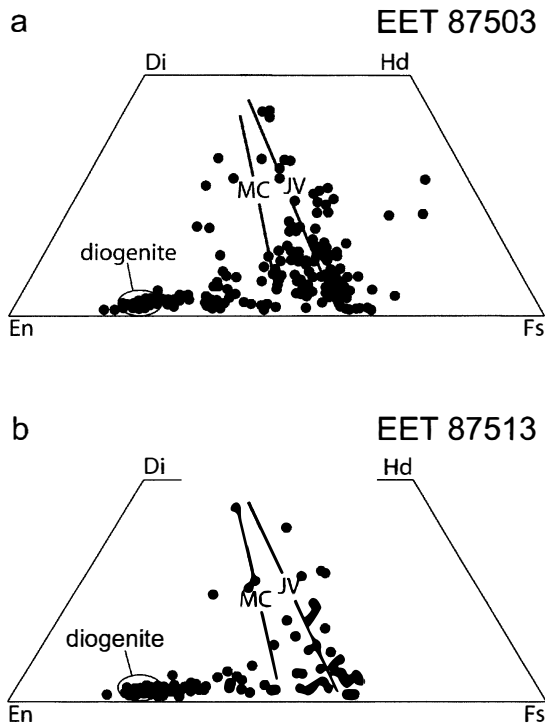 a EET 87503
Di Hd
MC JV
diogenite
En Fs
b EET 87513
Di Hd
MC JV
diogenite
En Fs